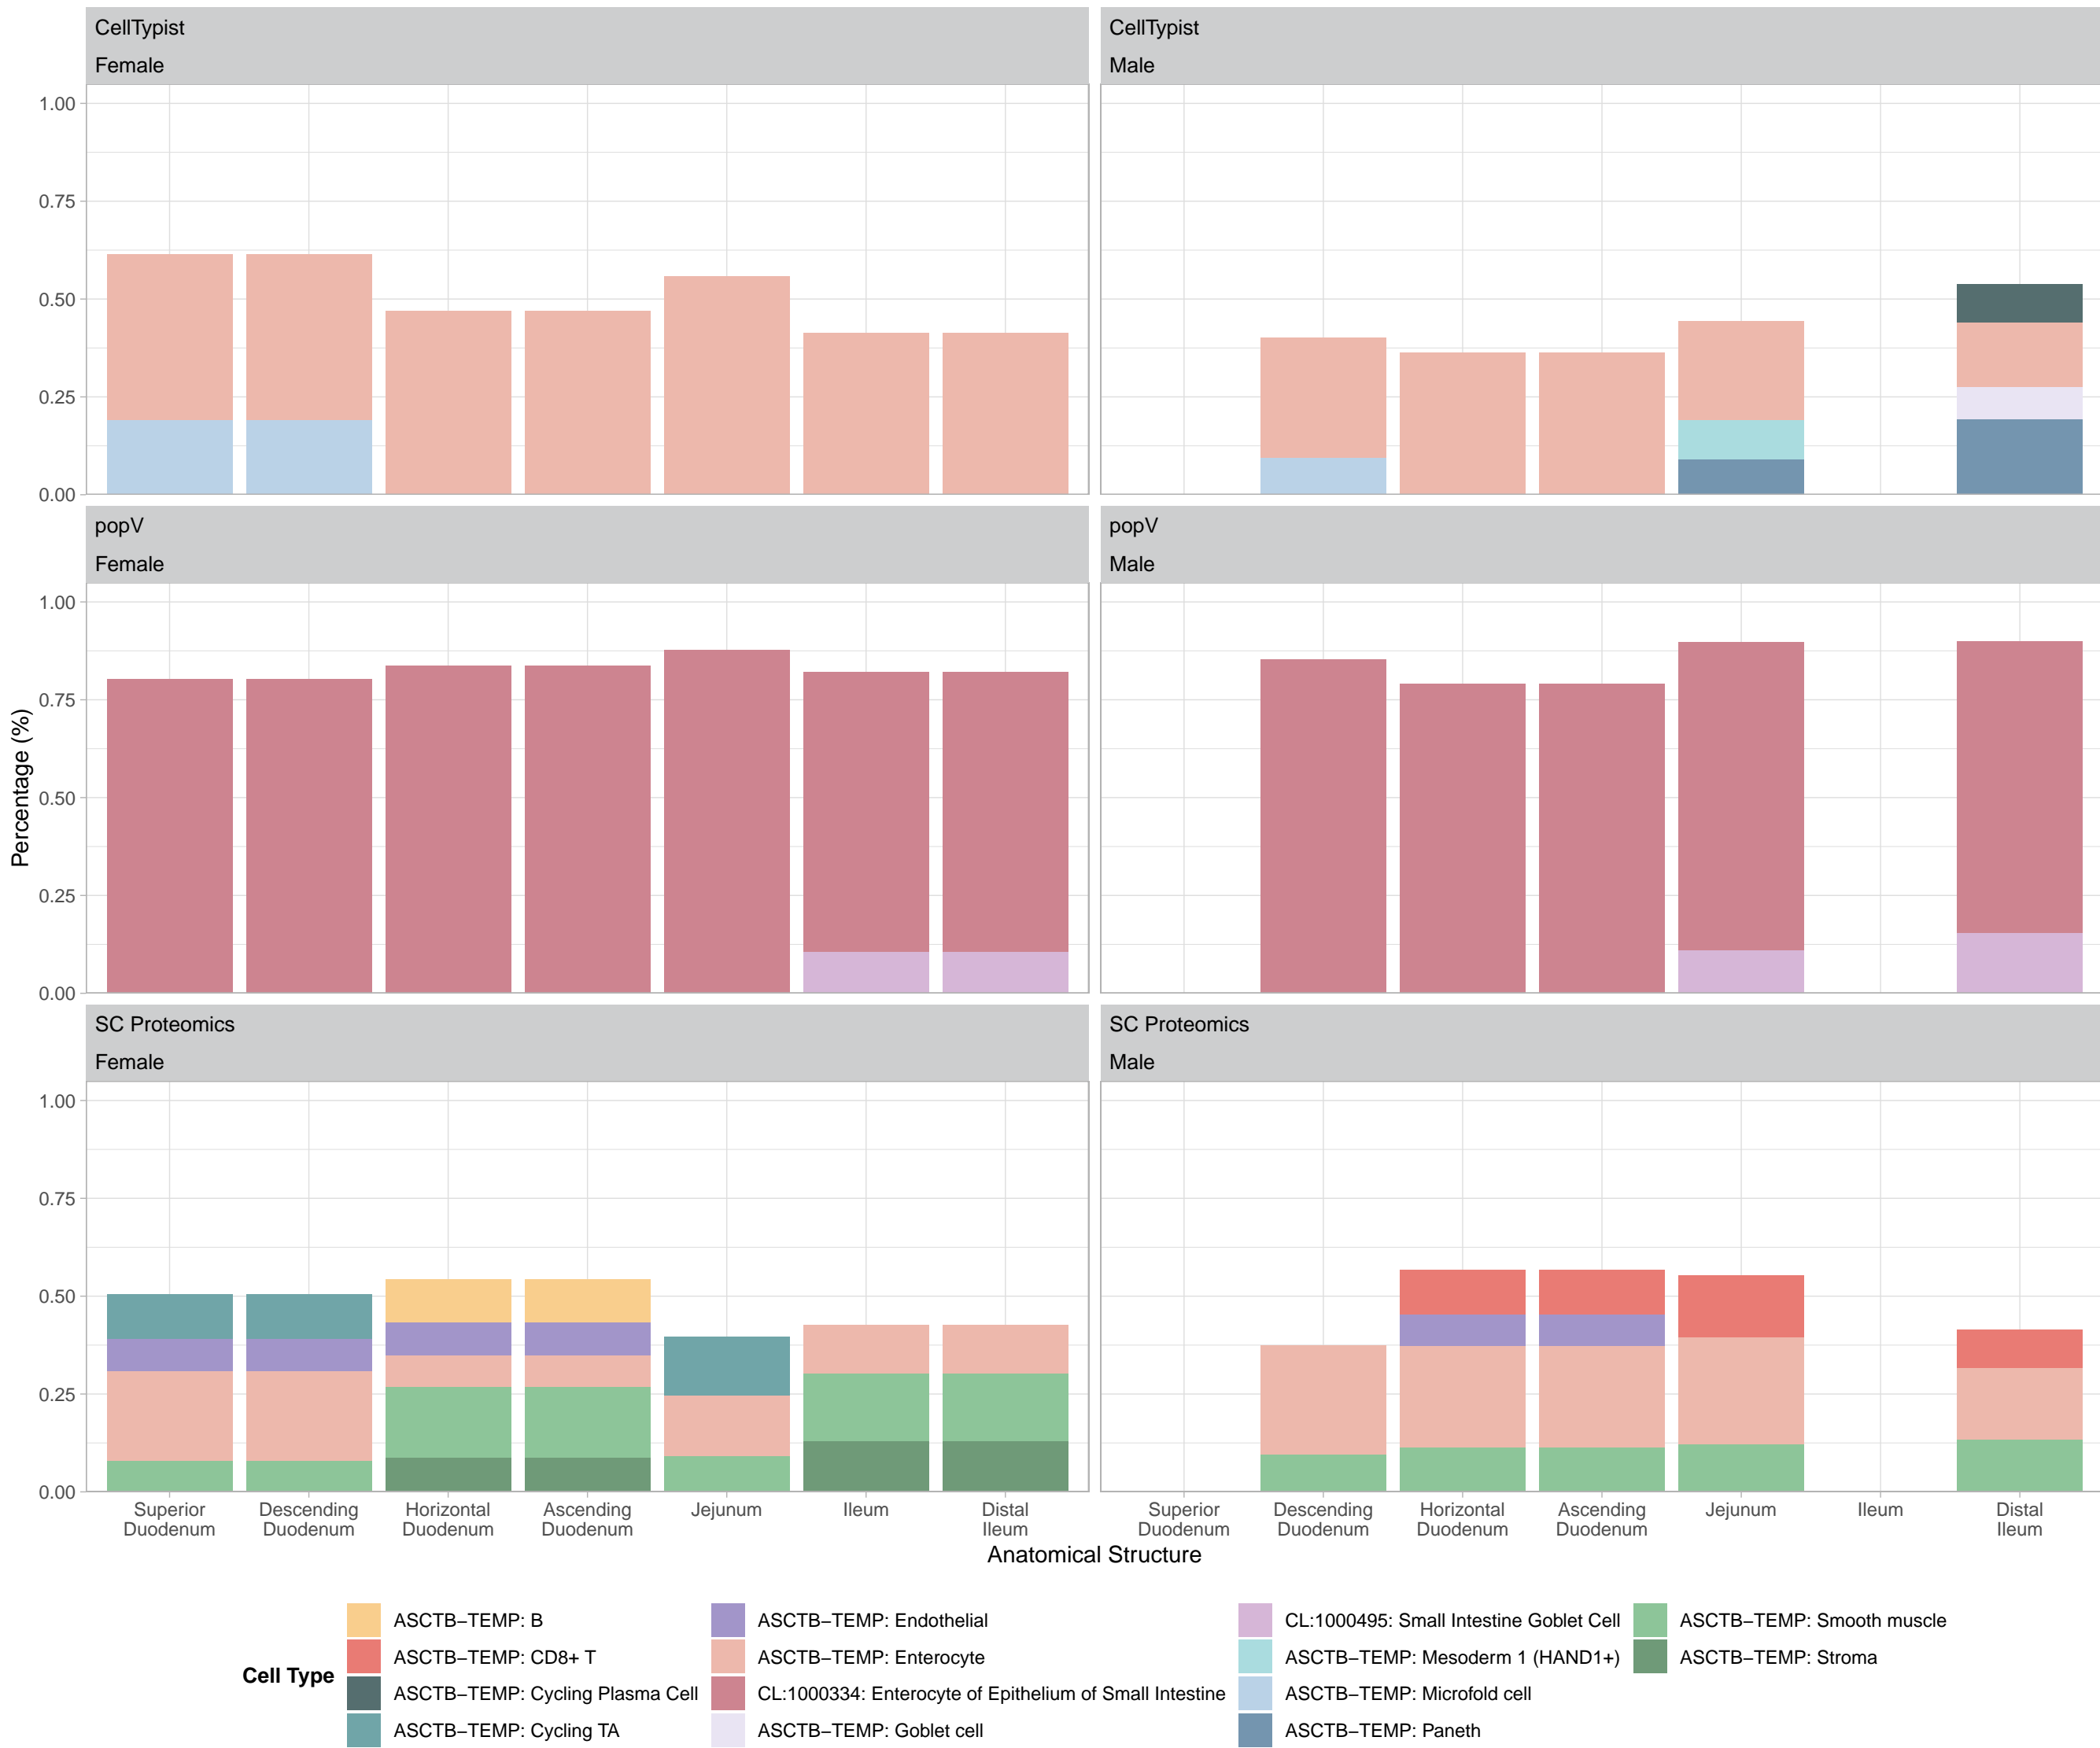 CellTypist
Female
CellTypist
Male
1.00
0.75
0.50
0.25
0.00
popV
Female
popV
Male
1.00
0.75
0.50
0.25
0.00
Percentage (%)
SC Proteomics
Female
SC Proteomics
Male
1.00
0.75
0.50
0.25
0.00
Superior
Duodenum
Descending
Duodenum
Horizontal
Duodenum
Ascending
Duodenum
Jejunum
Ileum
Distal
Ileum
Superior
Duodenum
Descending
Duodenum
Horizontal
Duodenum
Ascending
Duodenum
Jejunum
Ileum
Distal
Ileum
Anatomical Structure
Cell Type
ASCTB−TEMP: B
ASCTB−TEMP: CD8+ T
ASCTB−TEMP: Cycling Plasma Cell
ASCTB−TEMP: Cycling TA
ASCTB−TEMP: Endothelial
ASCTB−TEMP: Enterocyte
CL:1000334: Enterocyte of Epithelium of Small Intestine
ASCTB−TEMP: Goblet cell
CL:1000495: Small Intestine Goblet Cell
ASCTB−TEMP: Mesoderm 1 (HAND1+)
ASCTB−TEMP: Microfold cell
ASCTB−TEMP: Paneth
ASCTB−TEMP: Smooth muscle
ASCTB−TEMP: Stroma